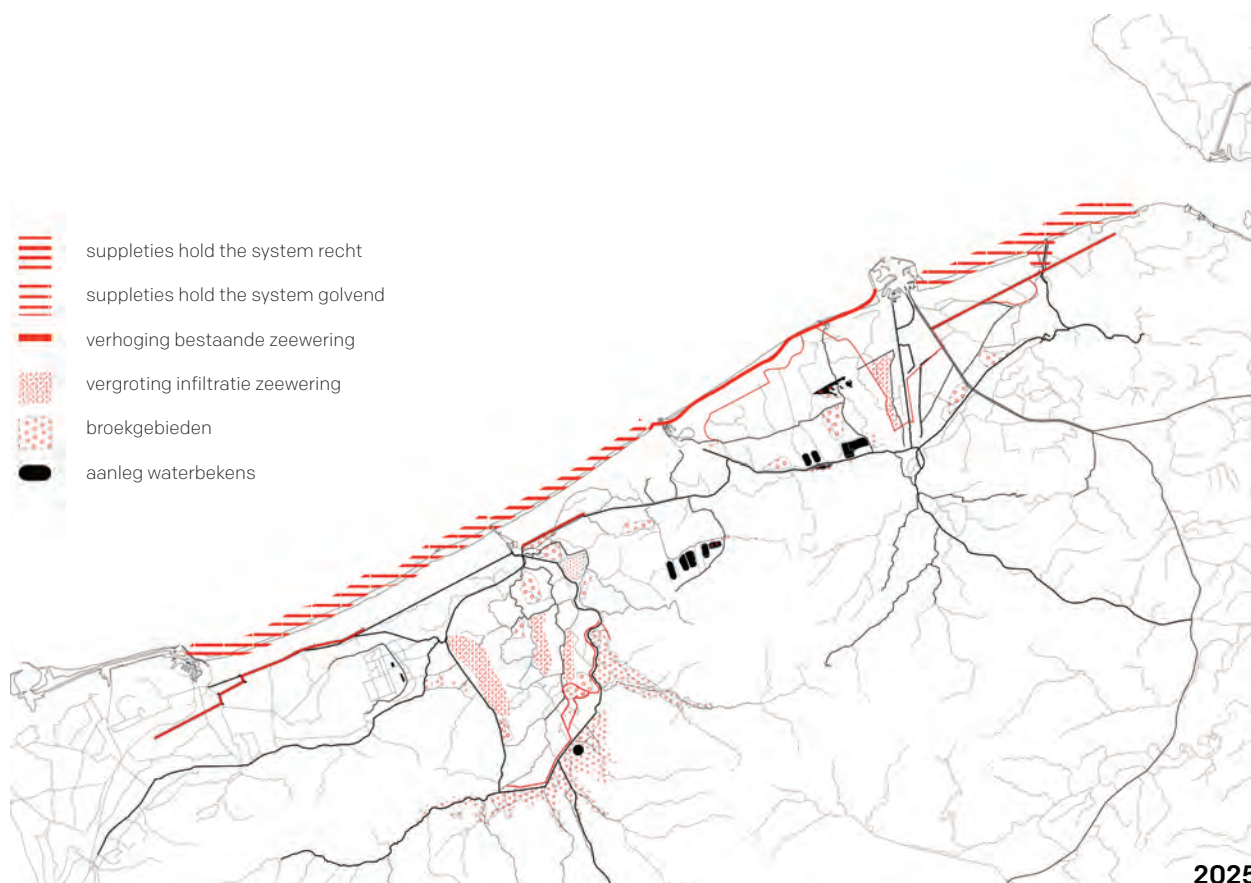 suppleties hold the system recht
suppleties hold the system golvend
verhoging bestaande zeewering
vergroting infiltratie zeewering
broekgebieden
aanleg waterbekens
2025